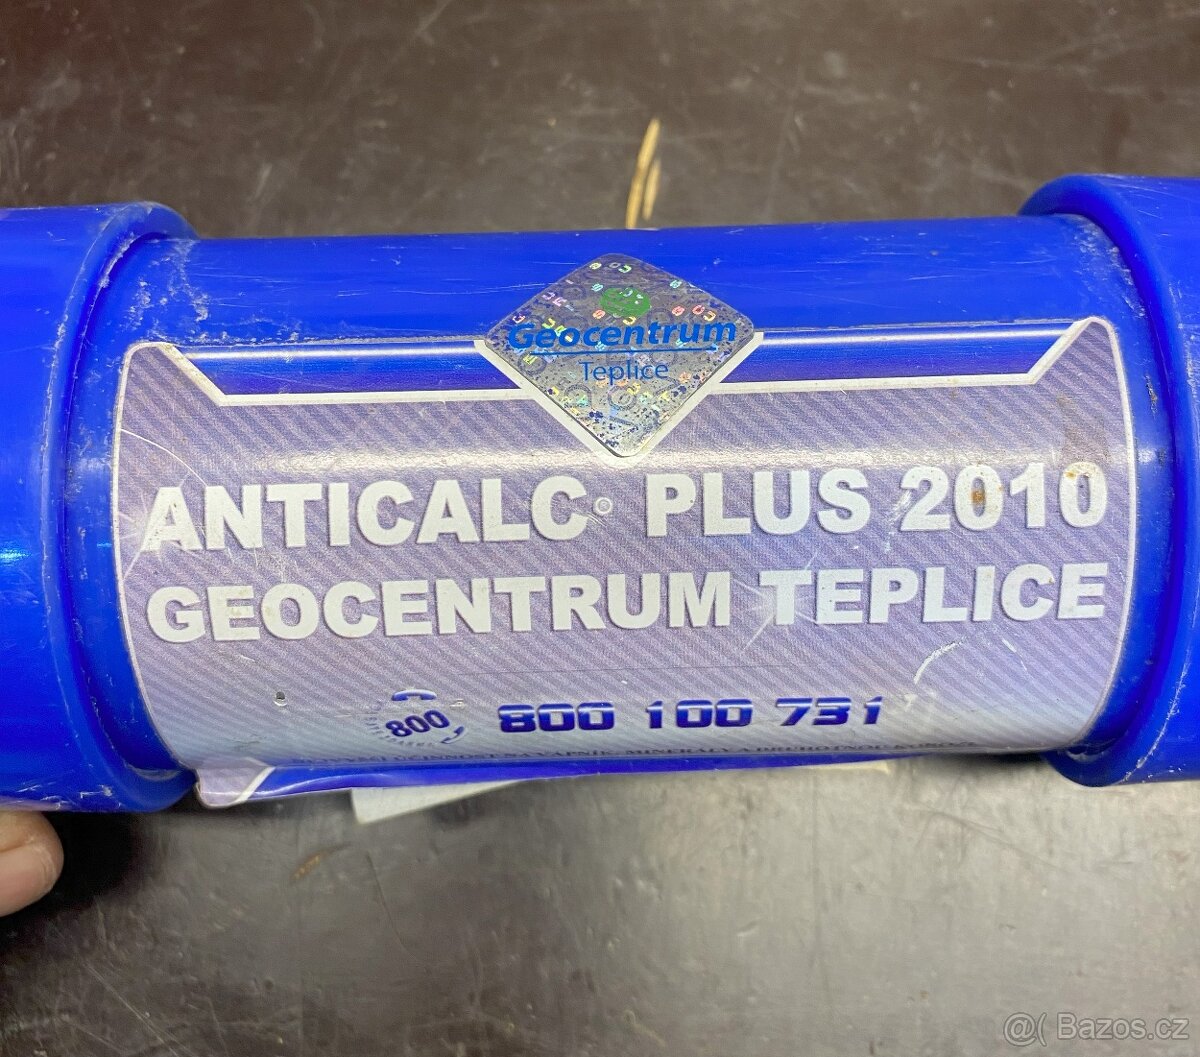 Geocentrum
Teplice
ANTICALC® PLUS 2010
GEOCENTRUM TEPLICE
800 800 100 731
@( Bazos.cz